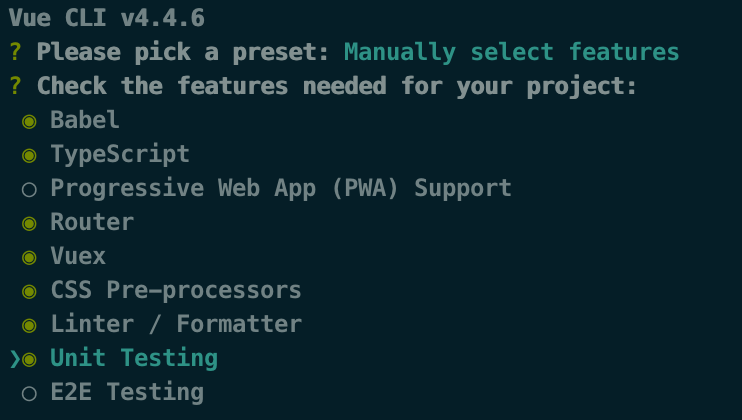 Vue CLI v4.4.6
? Please pick a preset: Manually select features
? Check the features needed for your project:
◉ Babel
◉ TypeScript
◯ Progressive Web App (PWA) Support
◉ Router
◉ Vuex
◉ CSS Pre-processors
◉ Linter / Formatter
❯◉ Unit Testing
◯ E2E Testing